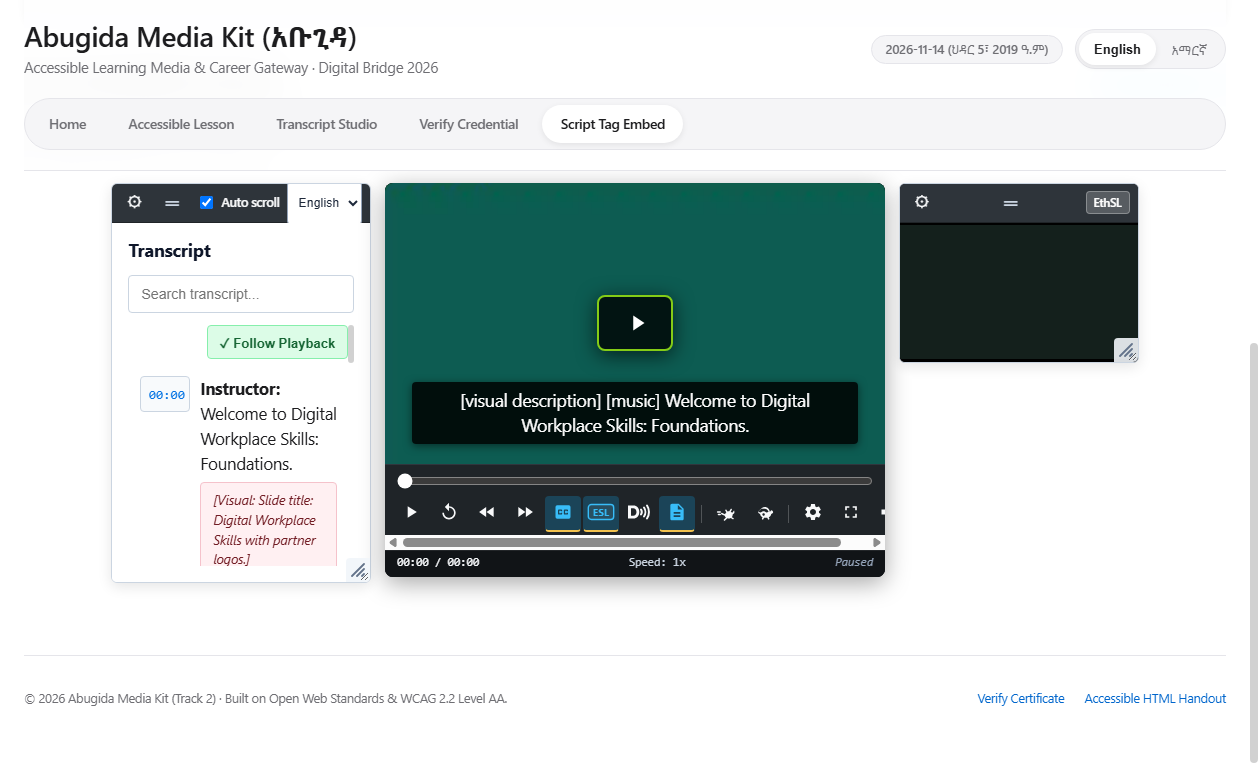 Abugida Media Kit (አቡጊዳ)
Accessible Learning Media & Career Gateway · Digital Bridge 2026
2026-11-14 (ህዳር 5፣ 2019 ዓ.ም)
English
አማርኛ
Home
Accessible Lesson
Transcript Studio
Verify Credential
Script Tag Embed
Auto scroll
English
Transcript
Search transcript...
✓ Follow Playback
00:00
Instructor:
Welcome to Digital
Workplace Skills:
Foundations.
[Visual: Slide title:
Digital Workplace
Skills with partner
logos.]
[visual description] [music] Welcome to Digital
Workplace Skills: Foundations.
CC
ESL
D
00:00 / 00:00
Speed: 1x
Paused
EthSL
© 2026 Abugida Media Kit (Track 2) · Built on Open Web Standards & WCAG 2.2 Level AA.
Verify Certificate
Accessible HTML Handout